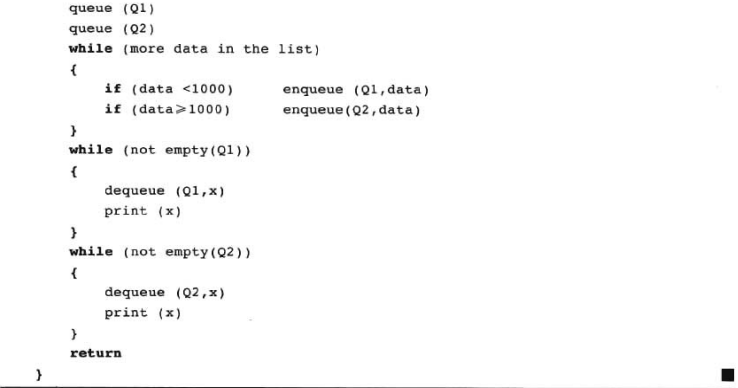 queue (Q1)
queue (Q2)
while (more data in the list)
{
if (data <1000) enqueue (Q1,data)
if (data⩾1000) enqueue(Q2,data)
}
while (not empty(Q1))
{
dequeue (Q1,x)
print (x)
}
while (not empty(Q2))
{
dequeue (Q2,x)
print (x)
}
return
}